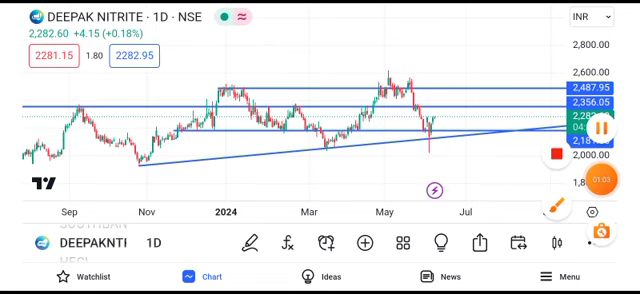 DEEPAK NITRITE · 1D · NSE
INR
2,282.60 +4.15 (+0.18%)
2281.15 1.80 2282.95
2,800.00
2,600.00
2,487.95
2,356.05
2,000.00
01:03
Sep Nov 2024 Mar May Jul
DEEPAKNTI 1D
Watchlist Chart Ideas News Menu